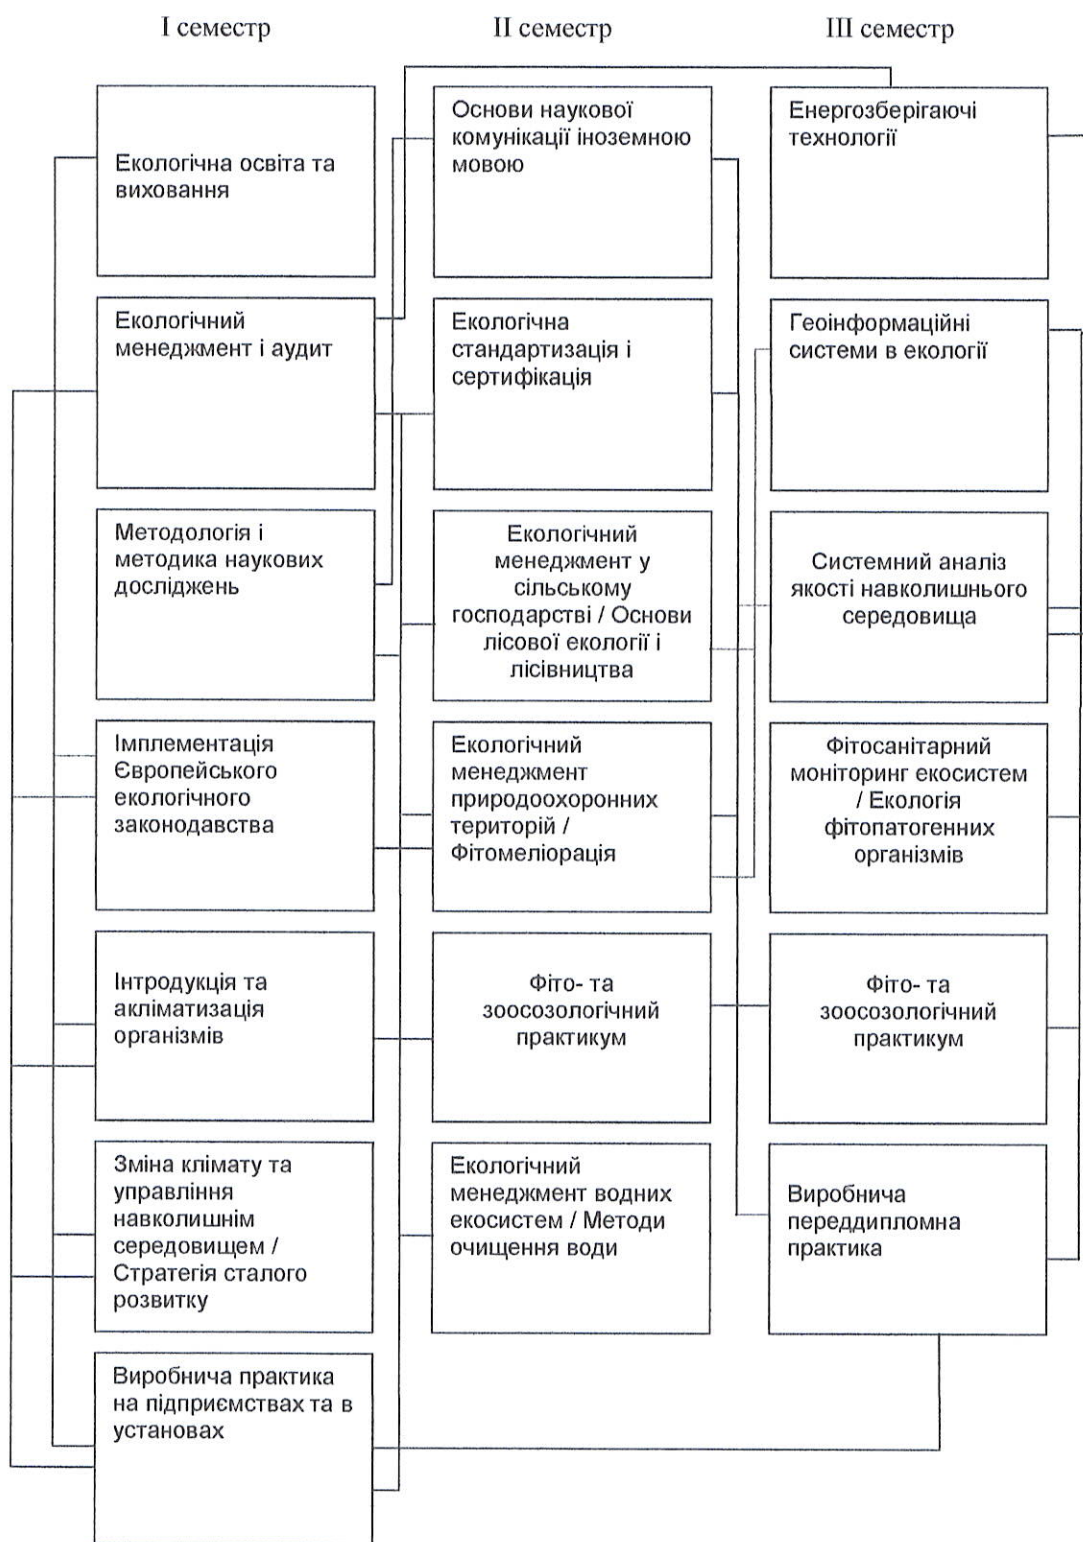 I семестр
II семестр
III семестр
Екологічна освіта та
виховання
Основи наукової
комунікації іноземною
мовою
Енергозберігаючі
технології
Екологічний
менеджмент і аудит
Екологічна
стандартизація і
сертифікація
Геоінформаційні
системи в екології
Методологія і
методика наукових
досліджень
Екологічний
менеджмент у
сільському
господарстві / Основи
лісової екології і
лісівництва
Системний аналіз
якості навколишнього
середовища
Імплементація
Європейського
екологічного
законодавства
Екологічний
менеджмент
природоохоронних
територій /
Фітомеліорація
Фітосанітарний
моніторинг екосистем
/ Екологія
фітопатогенних
організмів
Інтродукція та
акліматизація
організмів
Фіто- та
зоосозологічний
практикум
Фіто- та
зоосозологічний
практикум
Зміна клімату та
управління
навколишнім
середовищем /
Стратегія сталого
розвитку
Екологічний
менеджмент водних
екосистем / Методи
очищення води
Виробнича
переддипломна
практика
Виробнича практика
на підприємствах та в
установах